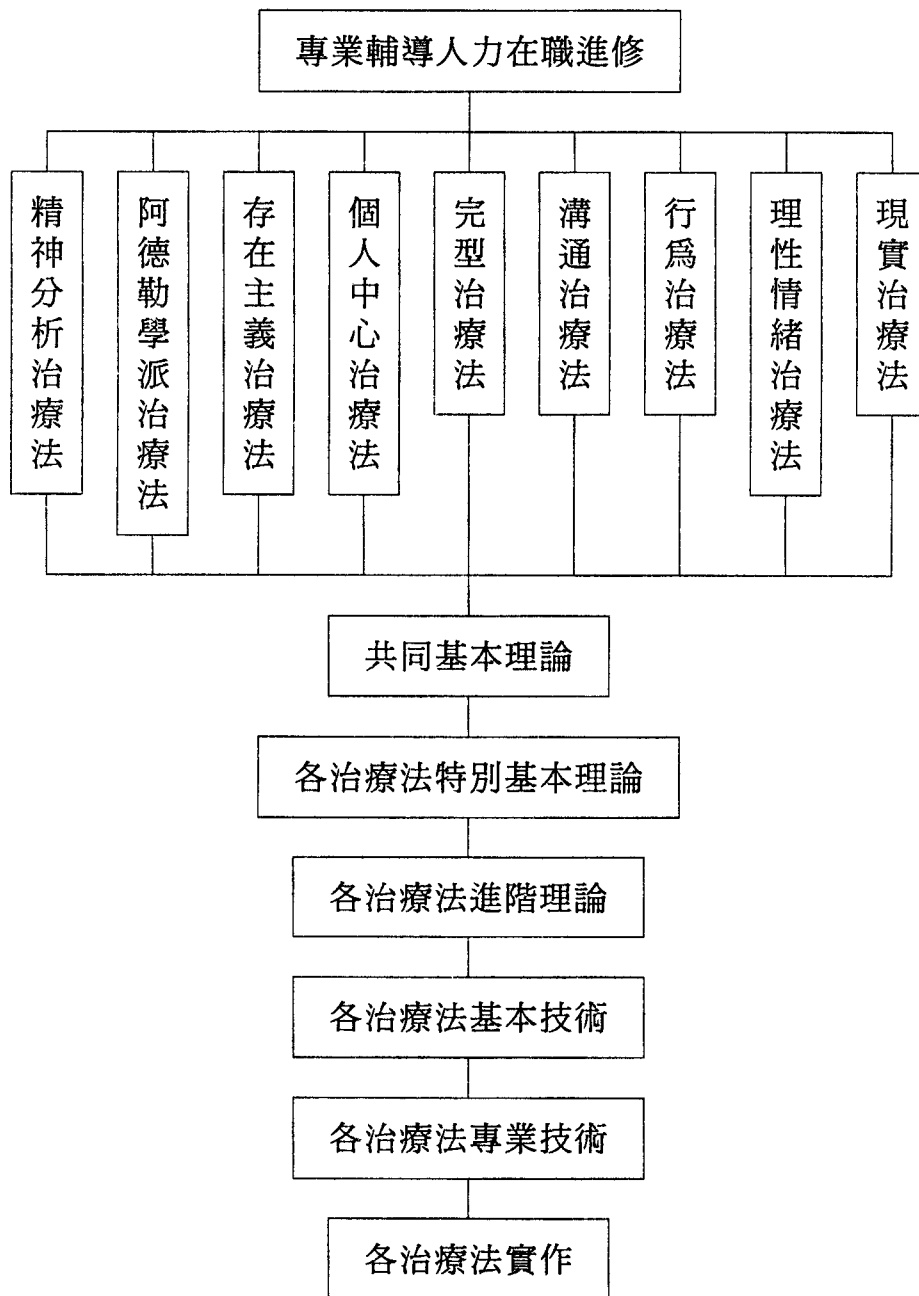 專業輔導人力在職進修
精神分析治療法
阿德勒學派治療法
存在主義治療法
個人中心治療法
完型治療法
溝通治療法
行爲治療法
理性情緒治療法
現實治療法
共同基本理論
各治療法特別基本理論
各治療法進階理論
各治療法基本技術
各治療法專業技術
各治療法實作